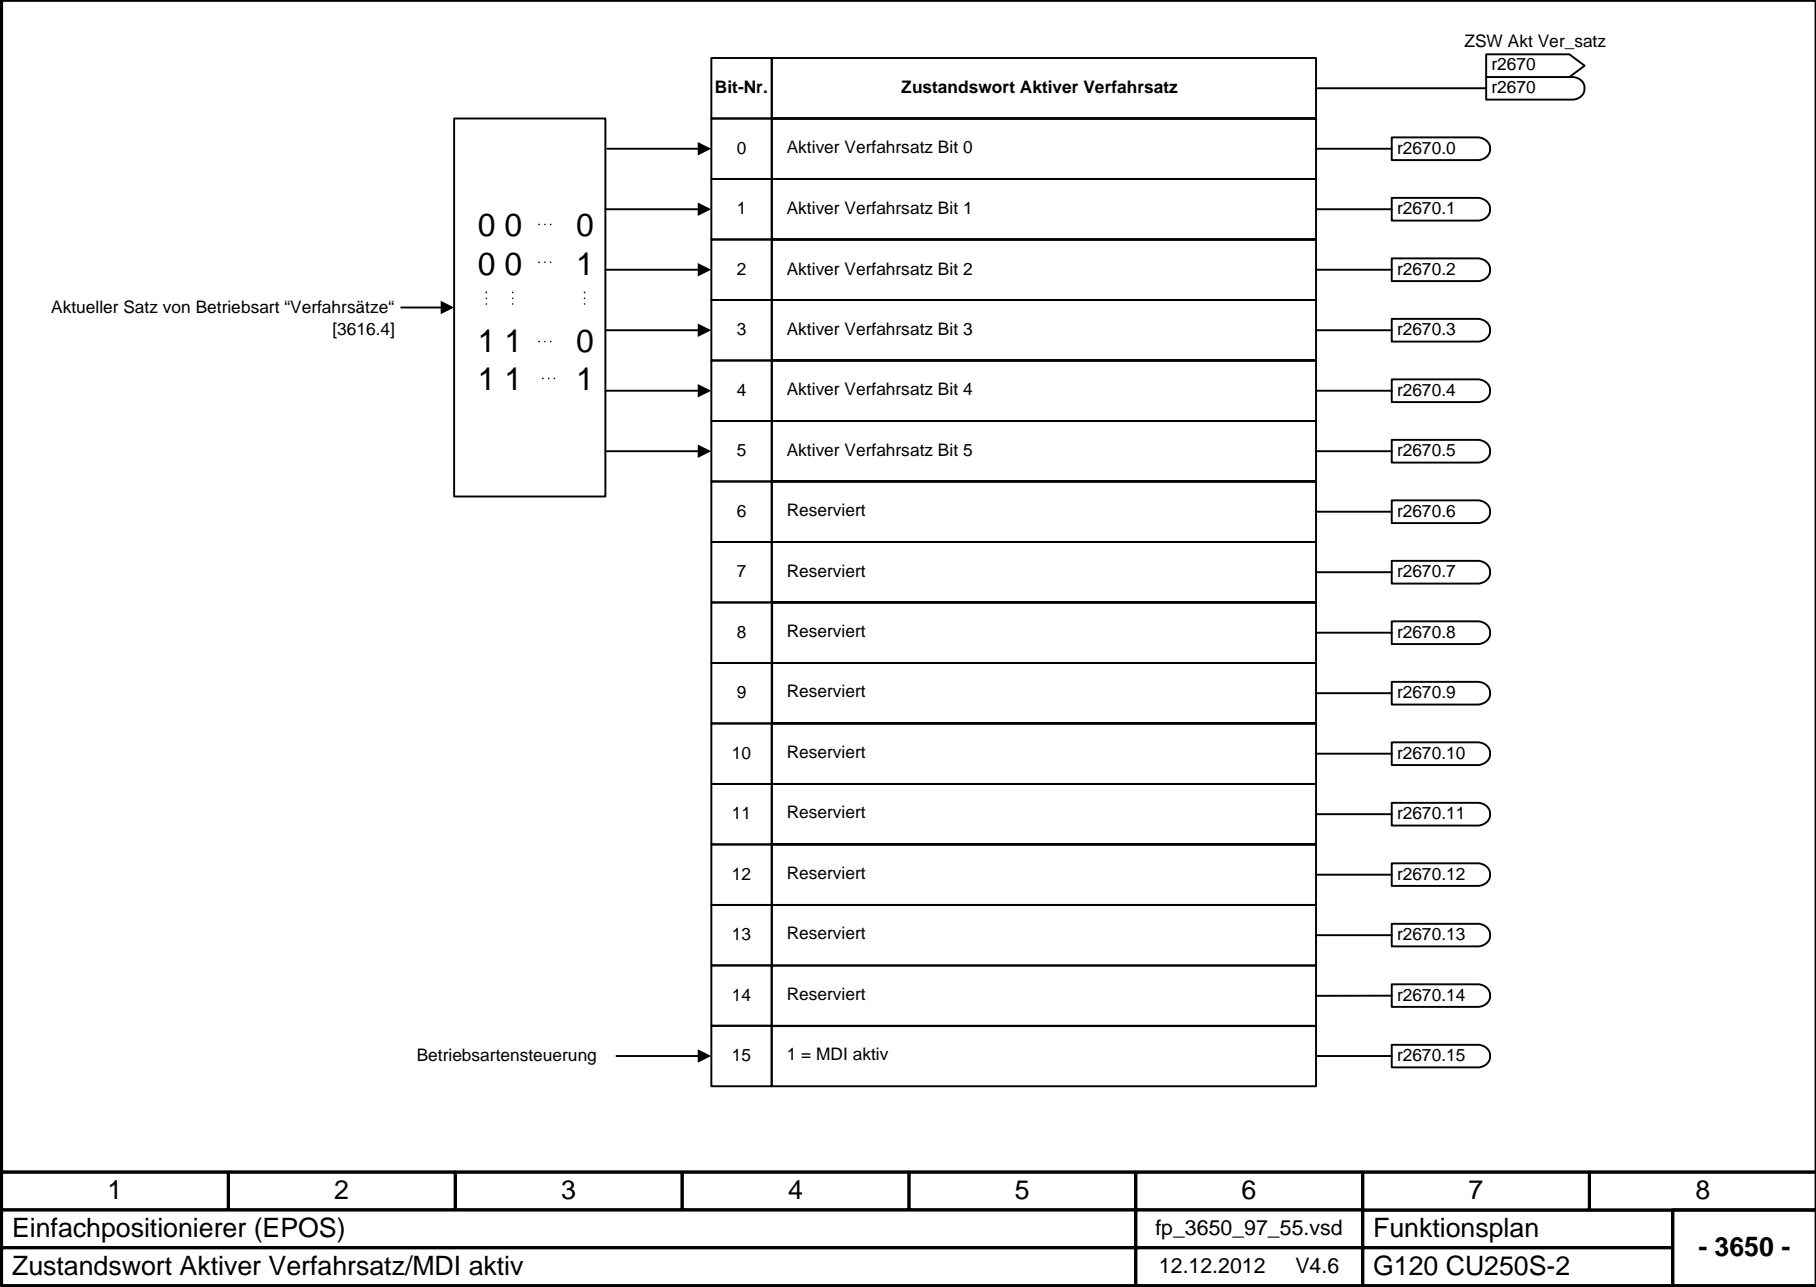 ZSW Akt Ver_satz
r2670
Bit-Nr. Zustandswort Aktiver Verfahrsatz r2670
0 Aktiver Verfahrsatz Bit 0 r2670.0
1 Aktiver Verfahrsatz Bit 1 r2670.1
0 0 ... 0
0 0 ... 1
2 Aktiver Verfahrsatz Bit 2 r2670.2
Aktueller Satz von Betriebsart “Verfahrsätze“
[3616.4]
3 Aktiver Verfahrsatz Bit 3 r2670.3
1 1 ... 0
1 1 ... 1
4 Aktiver Verfahrsatz Bit 4 r2670.4
5 Aktiver Verfahrsatz Bit 5 r2670.5
6 Reserviert r2670.6
7 Reserviert r2670.7
8 Reserviert r2670.8
9 Reserviert r2670.9
10 Reserviert r2670.10
11 Reserviert r2670.11
12 Reserviert r2670.12
13 Reserviert r2670.13
14 Reserviert r2670.14
Betriebsartensteuerung 15 1 = MDI aktiv r2670.15
1 2 3 4 5 6 7 8
Einfachpositionierer (EPOS) fp_3650_97_55.vsd Funktionsplan
- 3650 -
Zustandswort Aktiver Verfahrsatz/MDI aktiv 12.12.2012 V4.6 G120 CU250S-2